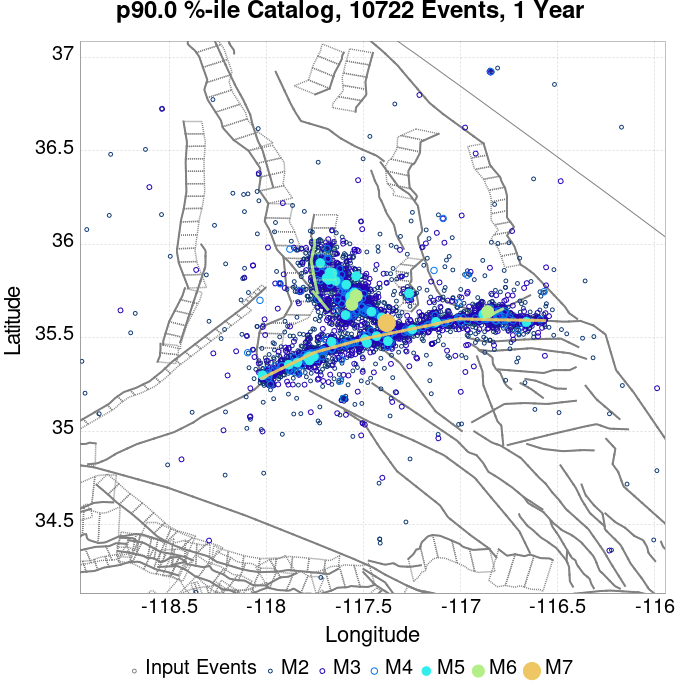 p90.0 %-ile Catalog, 10722 Events, 1 Year
37
36.5
36
35.5
35
34.5
Latitude
-118.5 -118 -117.5 -117 -116.5 -116
Longitude
Input Events M2 M3 M4 M5 M6 M7